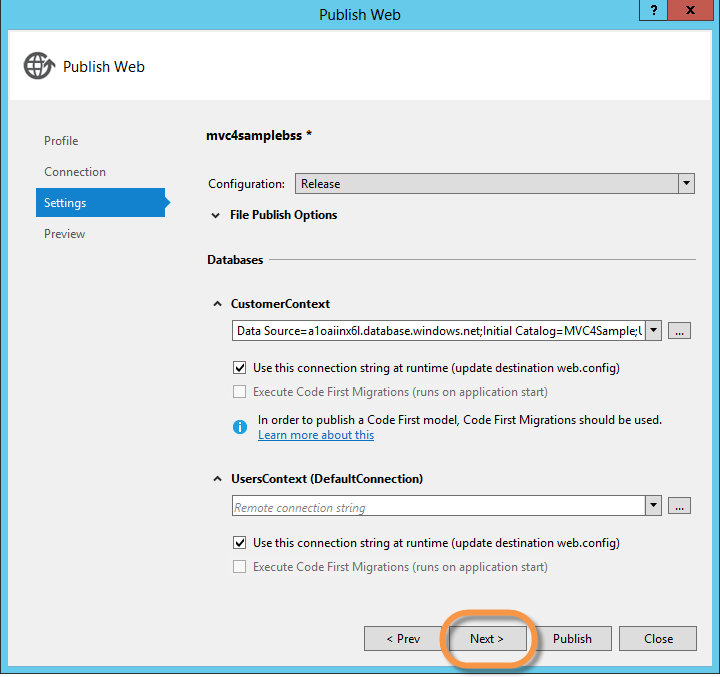 Publish Web
? x
Publish Web
Profile
Connection
Settings
Preview
mvc4samplebss *
Configuration: Release
File Publish Options
Databases
CustomerContext
Data Source=a1oaiinx6l.database.windows.net;Initial Catalog=MVC4Sample;U
...
Use this connection string at runtime (update destination web.config)
Execute Code First Migrations (runs on application start)
In order to publish a Code First model, Code First Migrations should be used.
Learn more about this
UsersContext (DefaultConnection)
Remote connection string
...
Use this connection string at runtime (update destination web.config)
Execute Code First Migrations (runs on application start)
< Prev Next > Publish Close